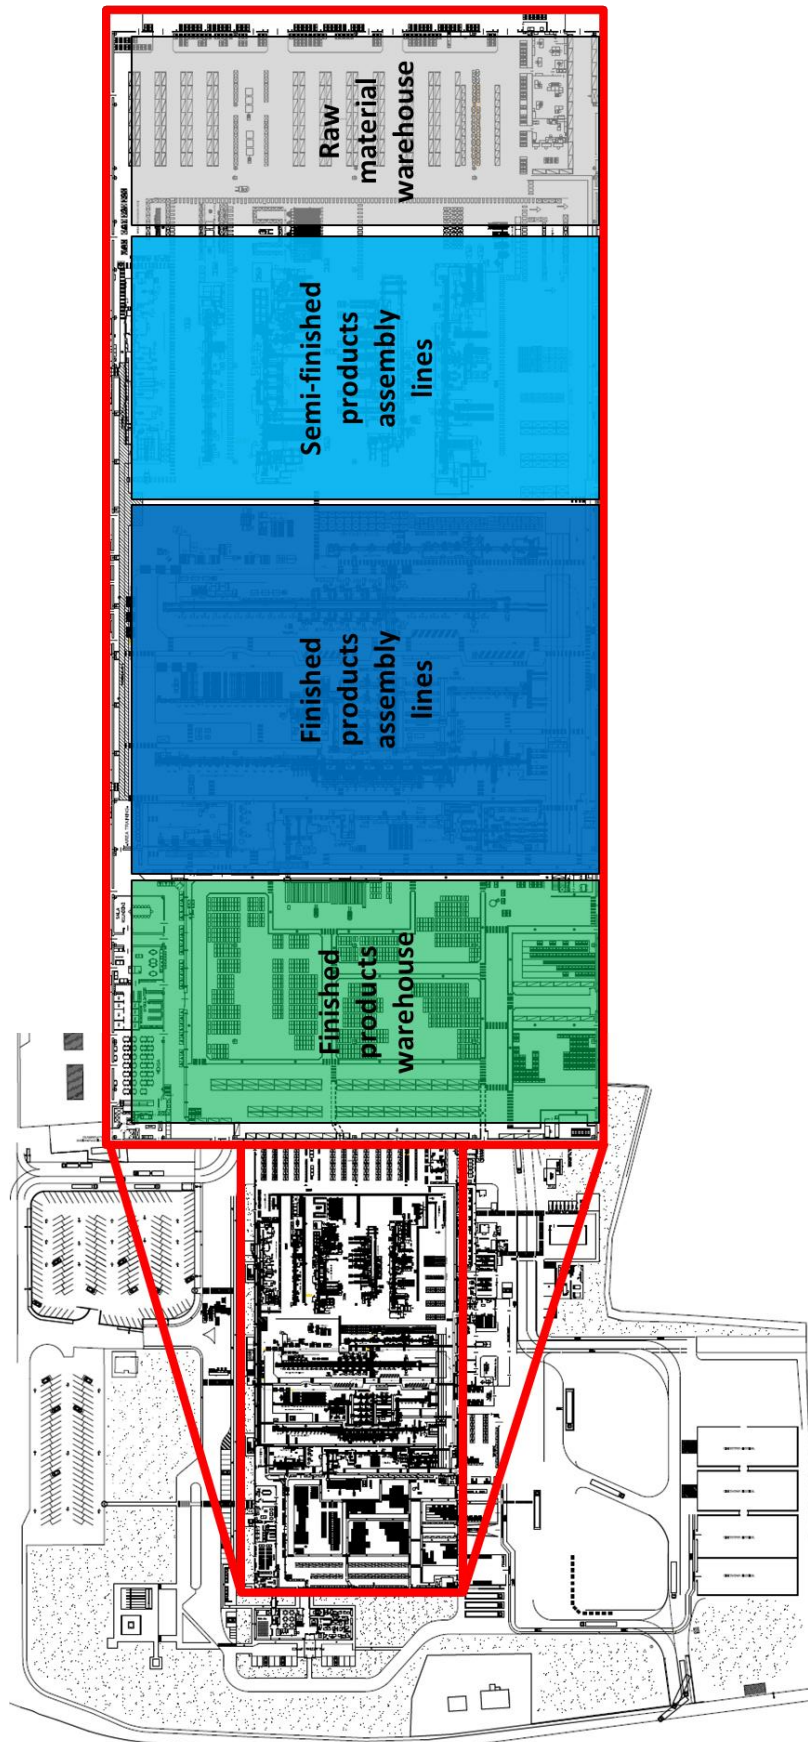 Raw
material
warehouse
Semi-finished
products
assembly
lines
Finished
products
assembly
lines
Finished
products
warehouse